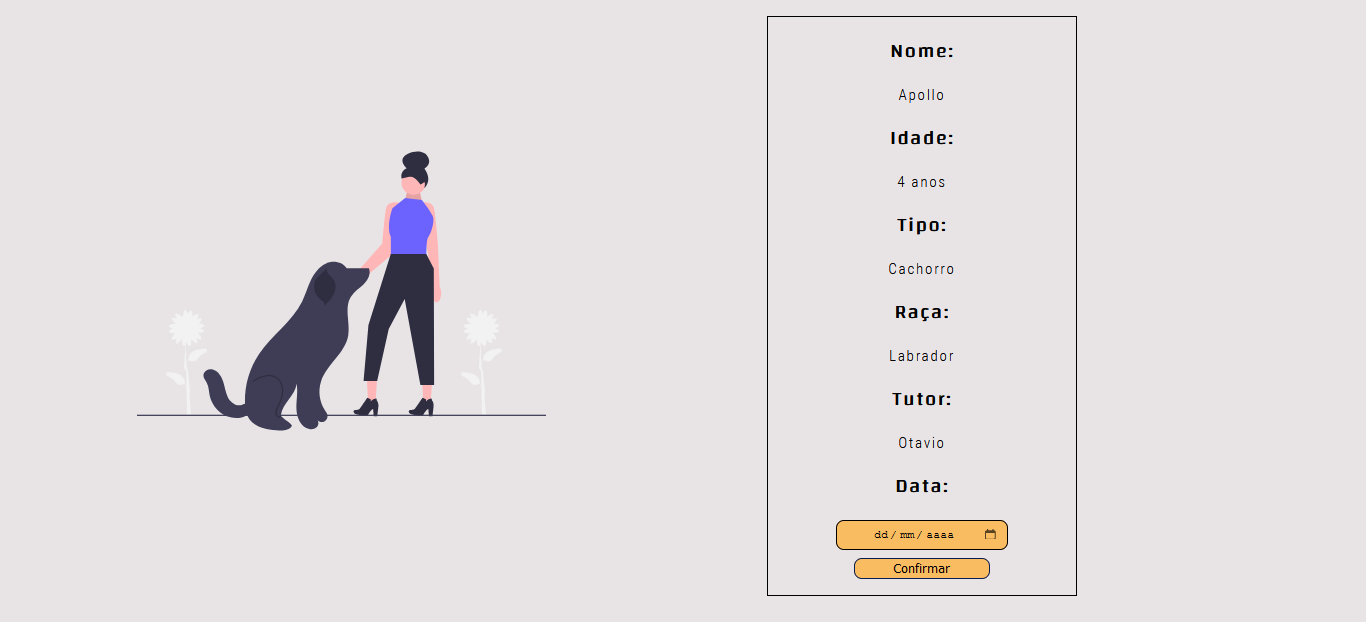 Nome:
Apollo
Idade:
4 anos
Tipo:
Cachorro
Raça:
Labrador
Tutor:
Otavio
Data:
dd / mm / aaaa
Confirmar